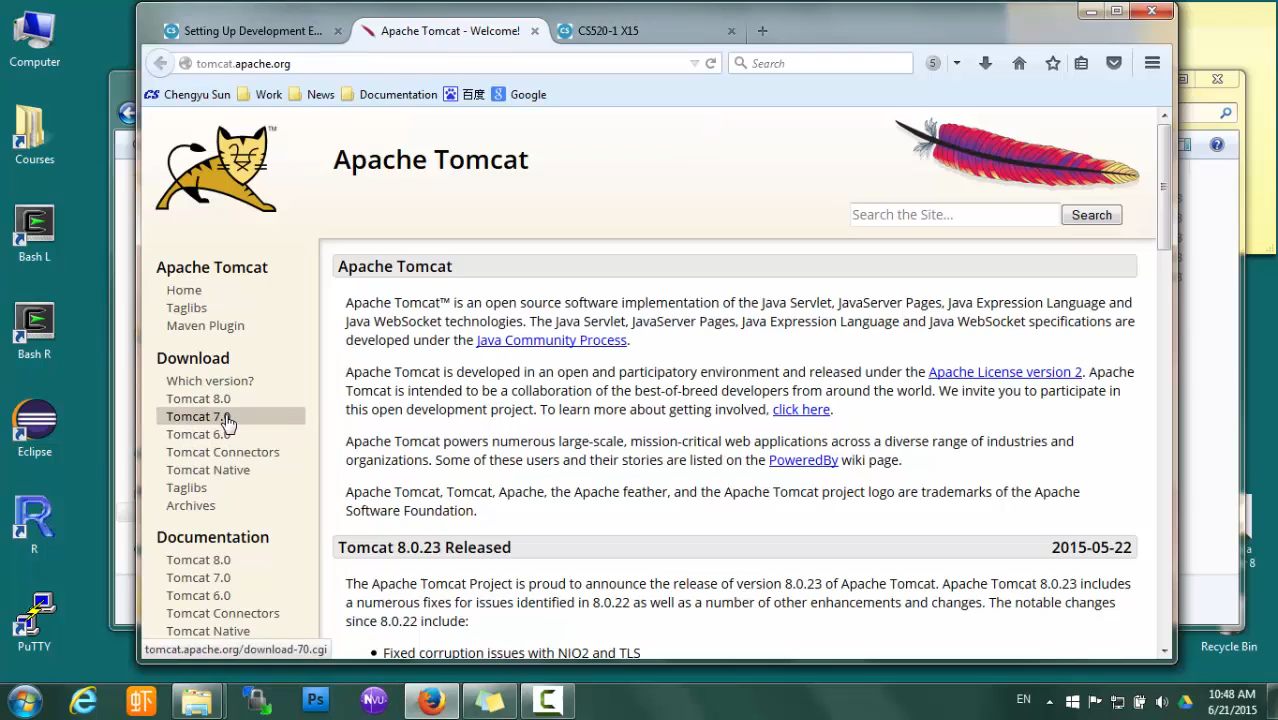 Computer
Courses
Bash L
Bash R
Eclipse
R
PuTTY
Setting Up Development E...
Apache Tomcat - Welcome!
CS520-1 X15
tomcat.apache.org
Search
5
CS Chengyu Sun
Work
News
Documentation
百度
Google
TM
Apache Tomcat
Search the Site...
Search
Apache Tomcat
Home
Taglibs
Maven Plugin
Download
Which version?
Tomcat 8.0
Tomcat 7.0
Tomcat 6.0
Tomcat Connectors
Tomcat Native
Taglibs
Archives
Documentation
Tomcat 8.0
Tomcat 7.0
Tomcat 6.0
Tomcat Connectors
Tomcat Native
tomcat.apache.org/download-70.cgi
Apache Tomcat
Apache Tomcat™ is an open source software implementation of the Java Servlet, JavaServer Pages, Java Expression Language and
Java WebSocket technologies. The Java Servlet, JavaServer Pages, Java Expression Language and Java WebSocket specifications are
developed under the Java Community Process.
Apache Tomcat is developed in an open and participatory environment and released under the Apache License version 2. Apache
Tomcat is intended to be a collaboration of the best-of-breed developers from around the world. We invite you to participate in
this open development project. To learn more about getting involved, click here.
Apache Tomcat powers numerous large-scale, mission-critical web applications across a diverse range of industries and
organizations. Some of these users and their stories are listed on the PoweredBy wiki page.
Apache Tomcat, Tomcat, Apache, the Apache feather, and the Apache Tomcat project logo are trademarks of the Apache
Software Foundation.
Tomcat 8.0.23 Released 2015-05-22
The Apache Tomcat Project is proud to announce the release of version 8.0.23 of Apache Tomcat. Apache Tomcat 8.0.23 includes
a numerous fixes for issues identified in 8.0.22 as well as a number of other enhancements and changes. The notable changes
since 8.0.22 include:
• Fixed corruption issues with NIO2 and TLS
Recycle Bin
虾
Ps
NVU
EN
10:48 AM
6/21/2015